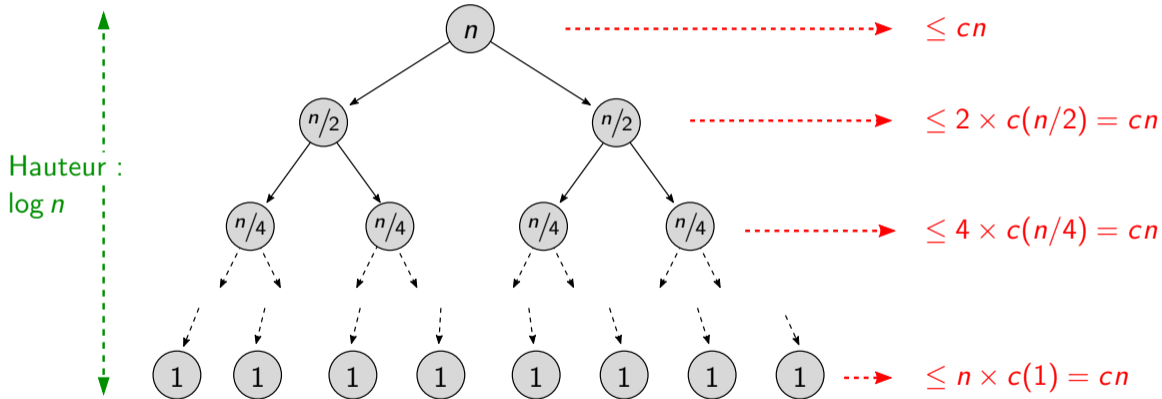 n
≤ cn
n/2 n/2
≤ 2 × c(n/2) = cn
Hauteur :
log n
n/4 n/4 n/4 n/4
≤ 4 × c(n/4) = cn
1 1 1 1 1 1 1 1
≤ n × c(1) = cn